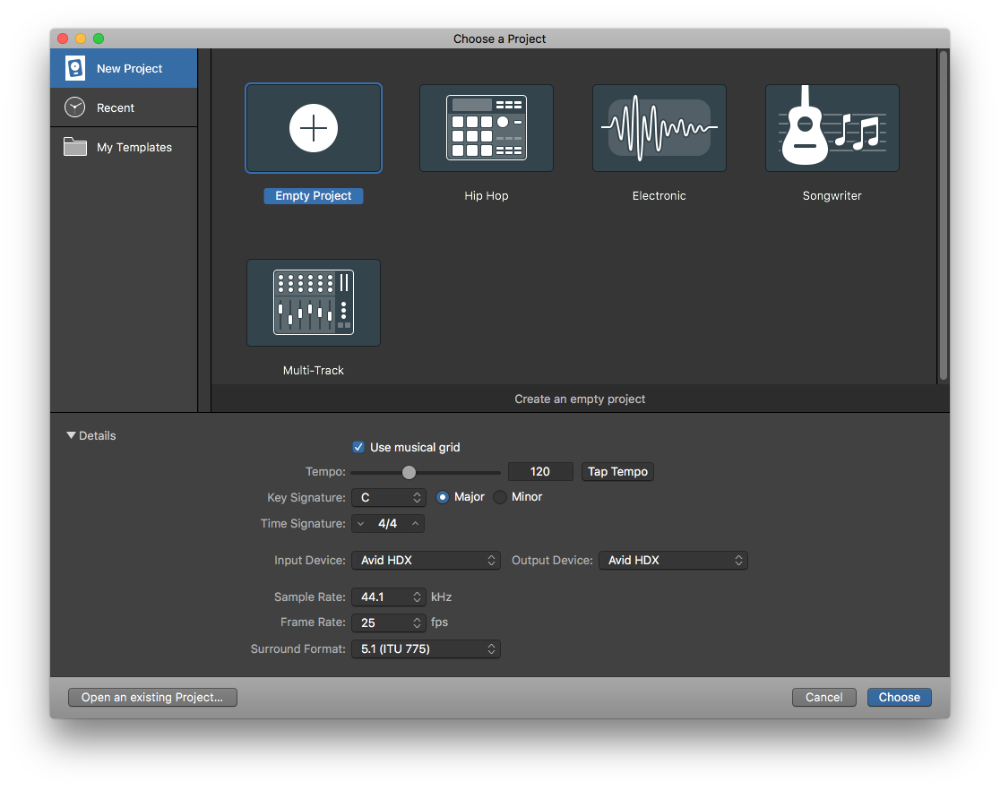 Choose a Project
New Project
Recent
My Templates
Empty Project
Hip Hop
Electronic
Songwriter
Multi-Track
Create an empty project
Details
Use musical grid
Tempo: 120 Tap Tempo
Key Signature: C Major Minor
Time Signature: 4/4
Input Device: Avid HDX Output Device: Avid HDX
Sample Rate: 44.1 kHz
Frame Rate: 25 fps
Surround Format: 5.1 (ITU 775)
Open an existing Project... Cancel Choose